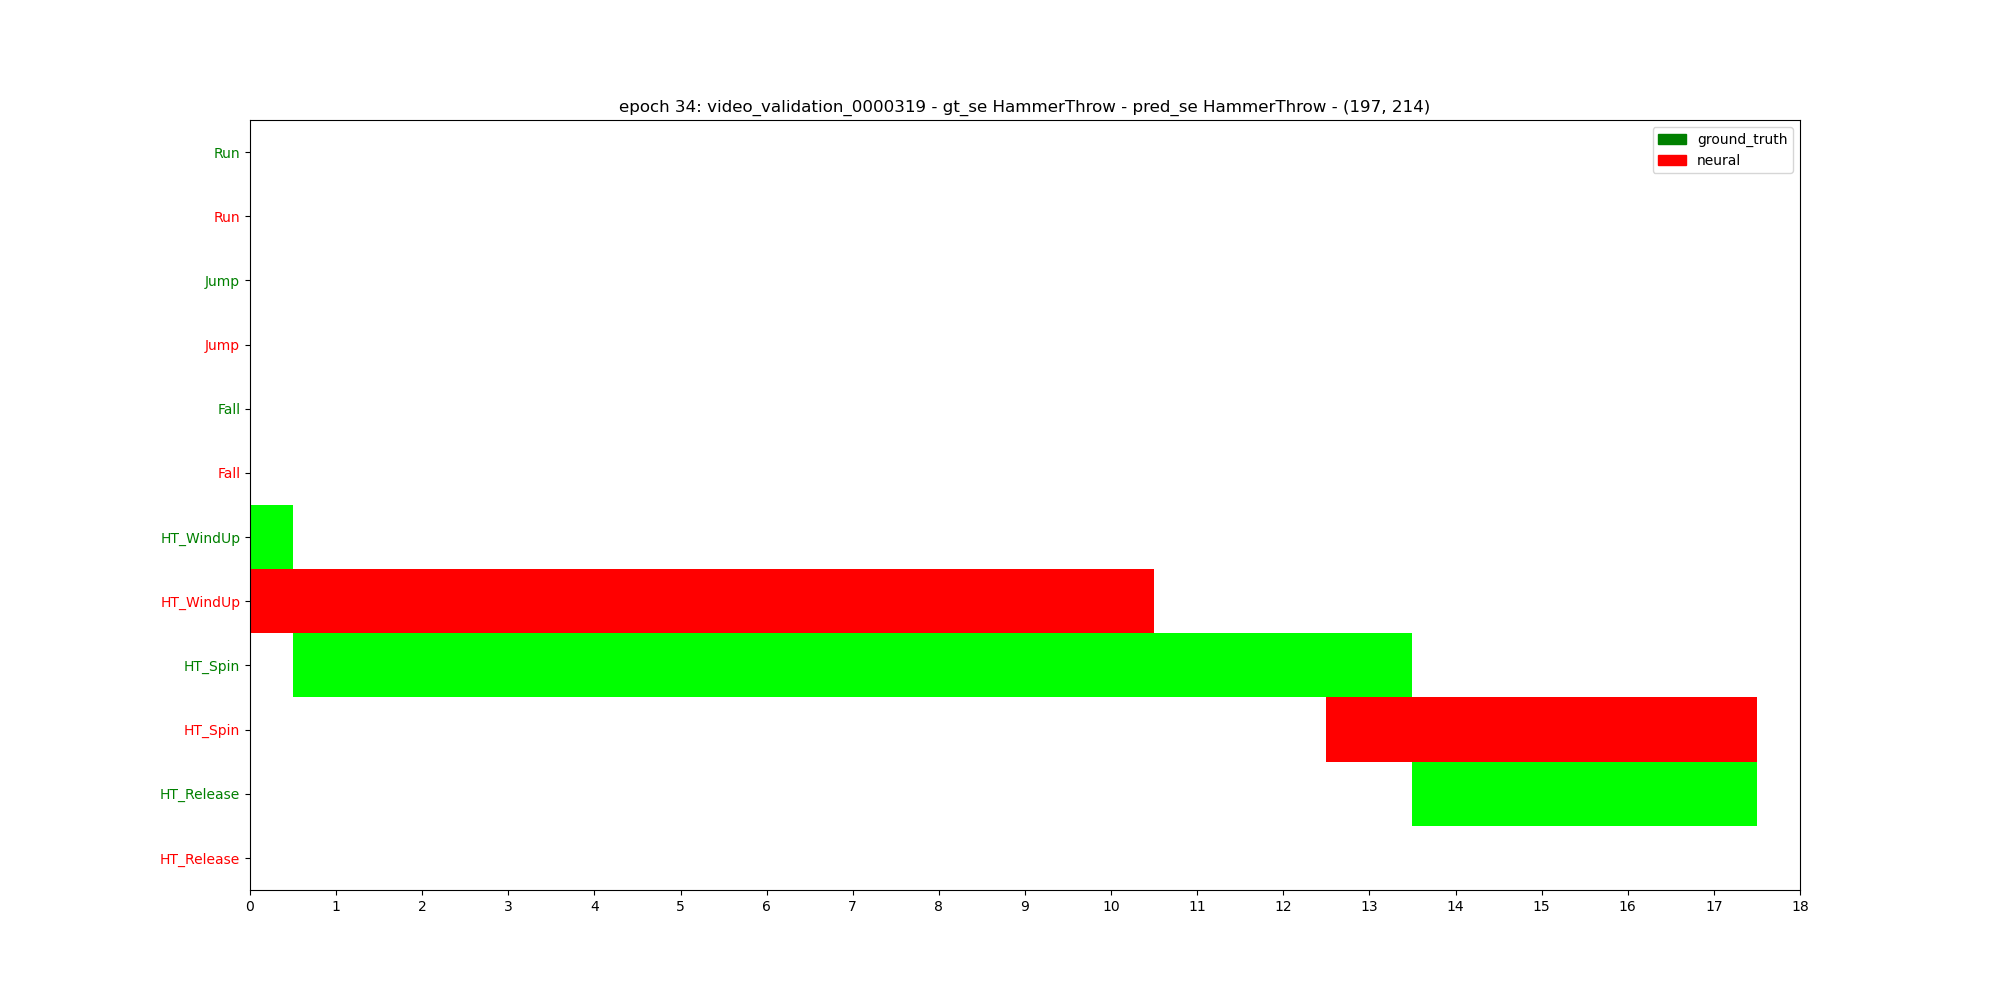 epoch 34: video_validation_0000319 - gt_se HammerThrow - pred_se HammerThrow - (197, 214)
ground_truth
neural
Run
Run
Jump
Jump
Fall
Fall
HT_WindUp
HT_WindUp
HT_Spin
HT_Spin
HT_Release
HT_Release
0 1 2 3 4 5 6 7 8 9 10 11 12 13 14 15 16 17 18